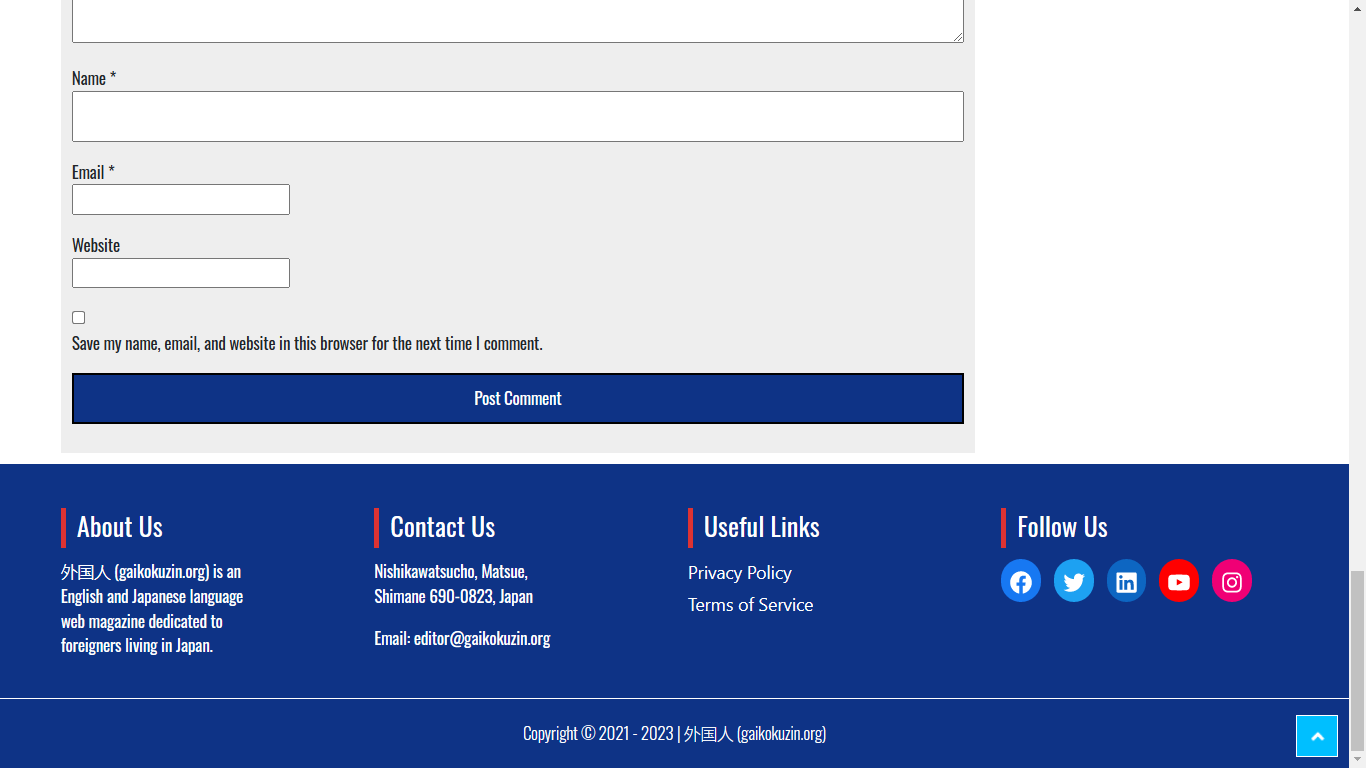 Name *
Email *
Website
Save my name, email, and website in this browser for the next time I comment.
Post Comment
About Us
外国人 (gaikokuzin.org) is an
English and Japanese language
web magazine dedicated to
foreigners living in Japan.
Contact Us
Nishikawatsucho, Matsue,
Shimane 690-0823, Japan
Email: editor@gaikokuzin.org
Useful Links
Privacy Policy
Terms of Service
Follow Us
Copyright © 2021 - 2023 | 外国人 (gaikokuzin.org)